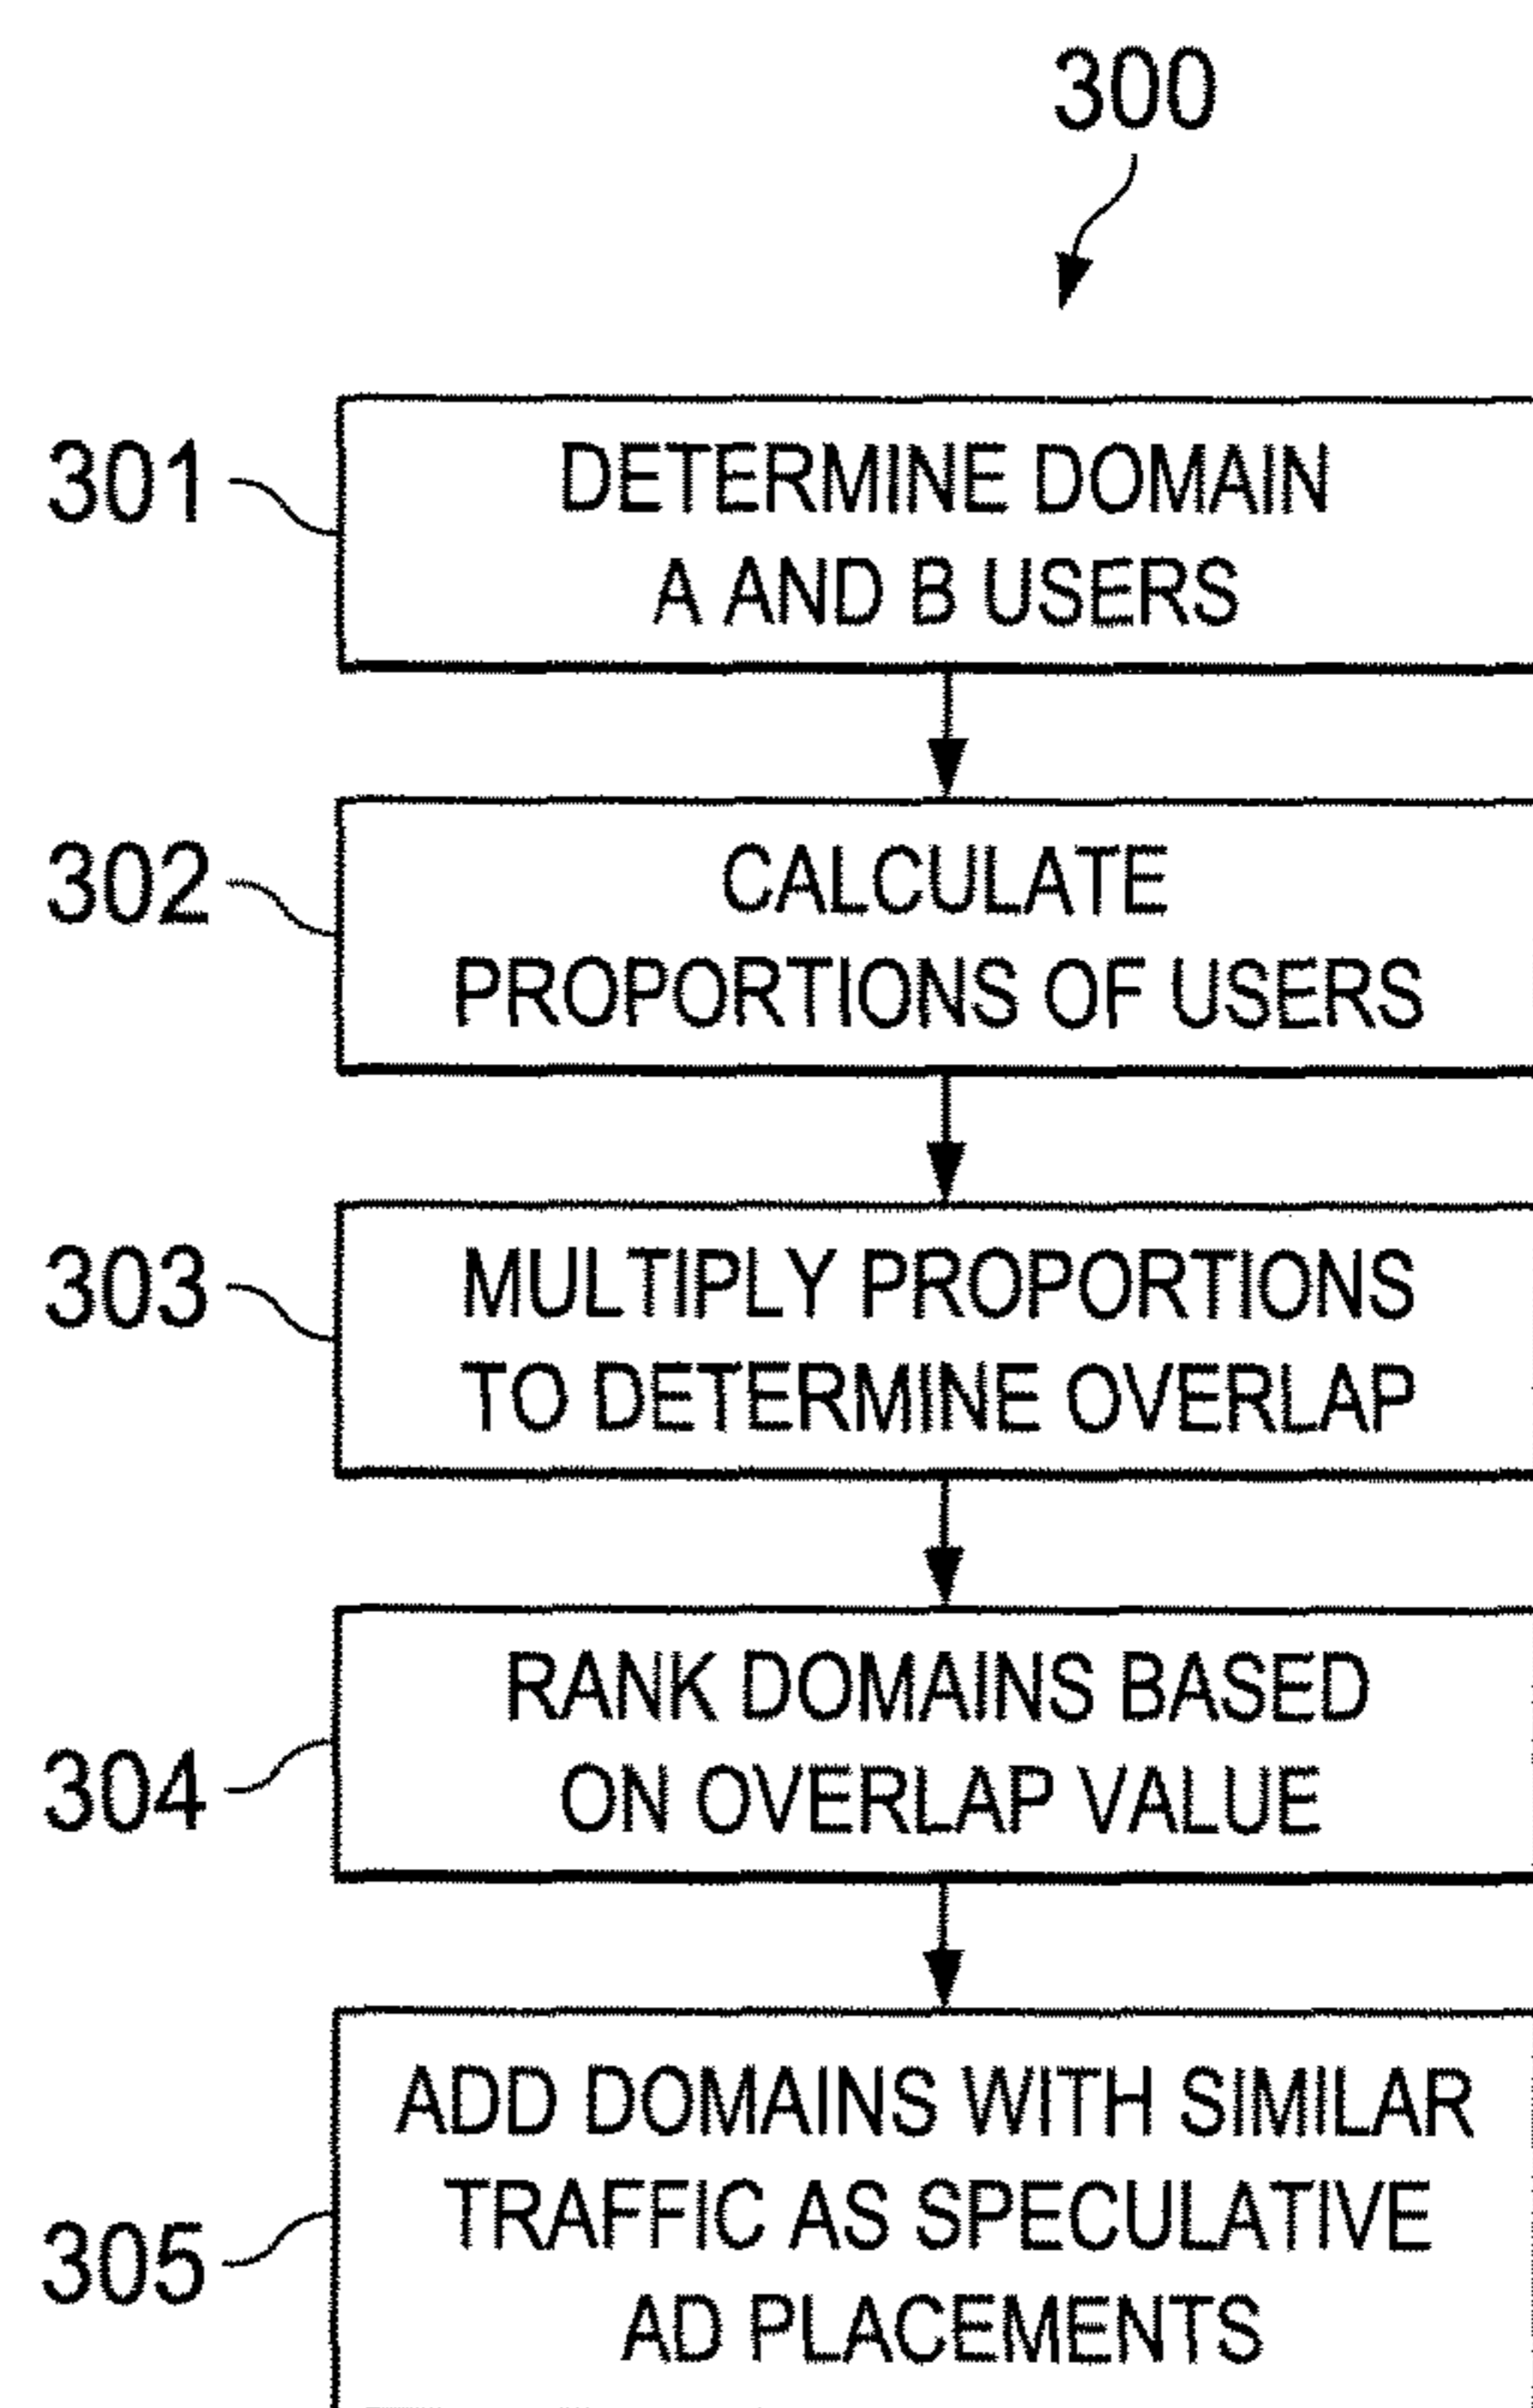 300
301
DETERMINE DOMAIN
A AND B USERS
302
CALCULATE
PROPORTIONS OF USERS
303
MULTIPLY PROPORTIONS
TO DETERMINE OVERLAP
304
RANK DOMAINS BASED
ON OVERLAP VALUE
305
ADD DOMAINS WITH SIMILAR
TRAFFIC AS SPECULATIVE
AD PLACEMENTS